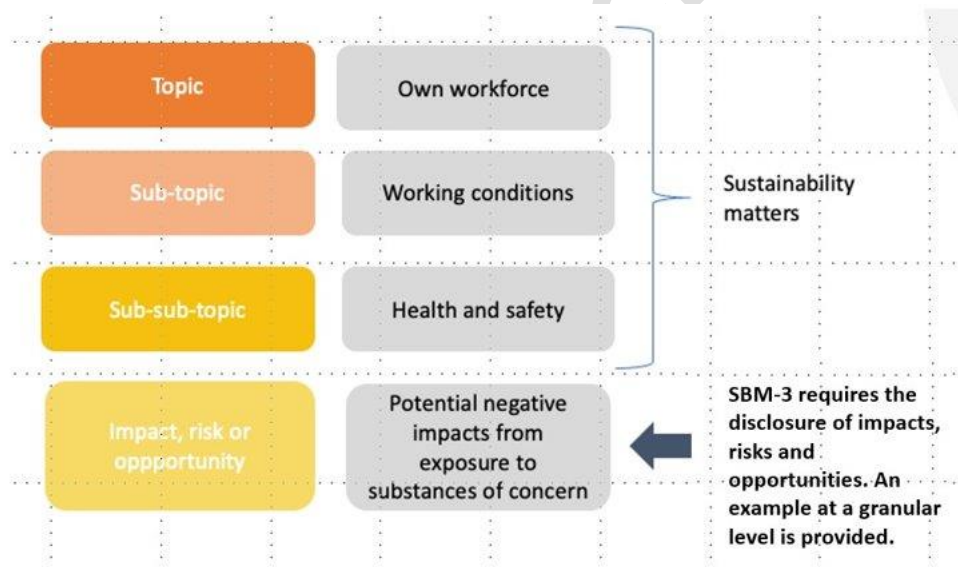 Topic
Own workforce
Sub-topic
Working conditions
Sustainability
matters
Sub-sub-topic
Health and safety
Impact, risk or
oppportunity
Potential negative
impacts from
exposure to
substances of concern
SBM-3 requires the
disclosure of impacts,
risks and
opportunities. An
example at a granular
level is provided.